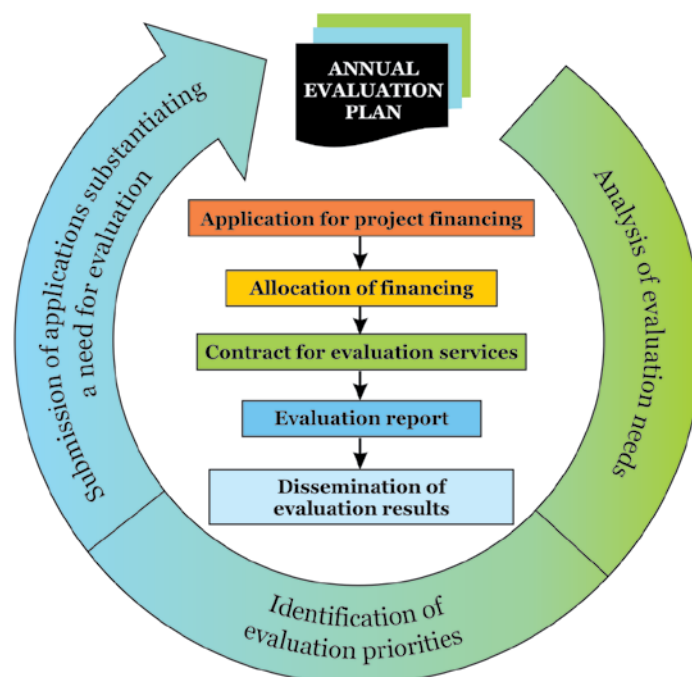 ANNUAL
EVALUATION
PLAN
Analysis of evaluation needs
Identification of
evaluation priorities
Submission of applications substantiating
a need for evaluation
Application for project financing
Allocation of financing
Contract for evaluation services
Evaluation report
Dissemination of
evaluation results